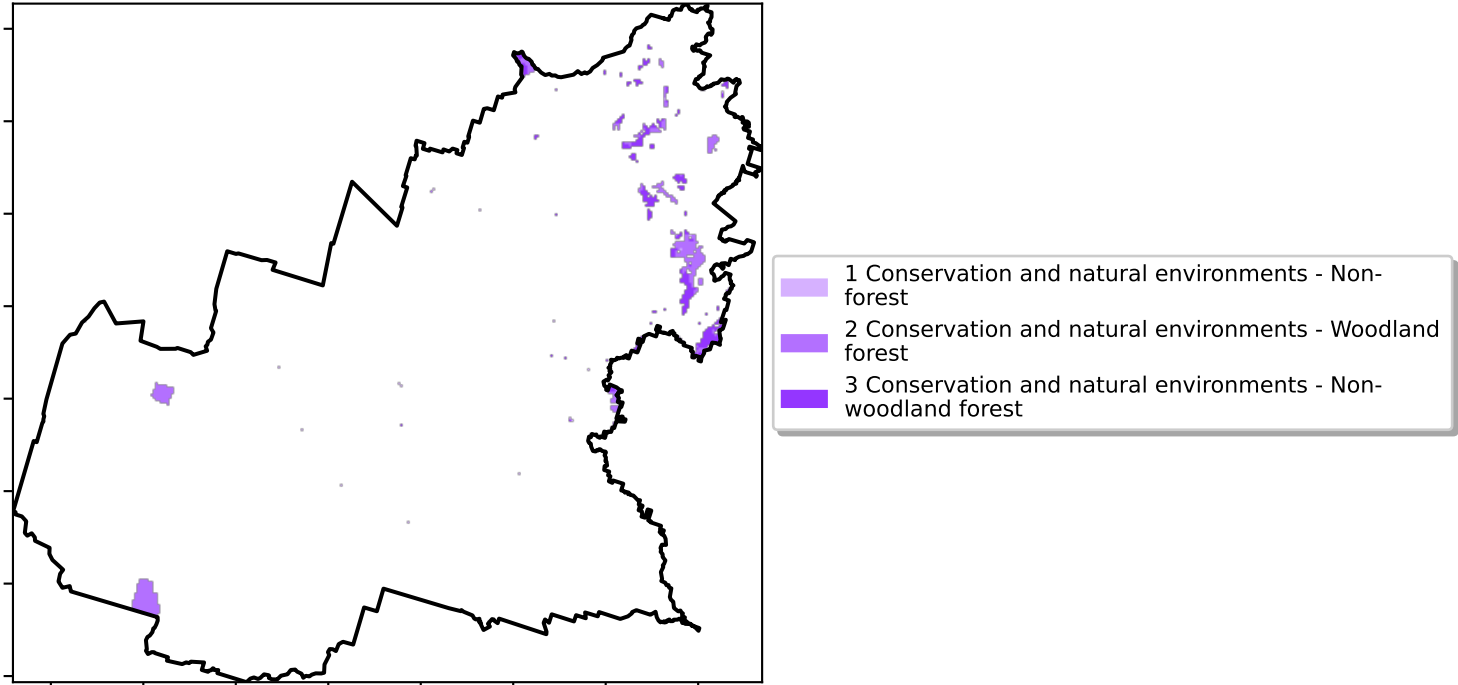 1 Conservation and natural environments - Non-
forest
2 Conservation and natural environments - Woodland
forest
3 Conservation and natural environments - Non-
woodland forest